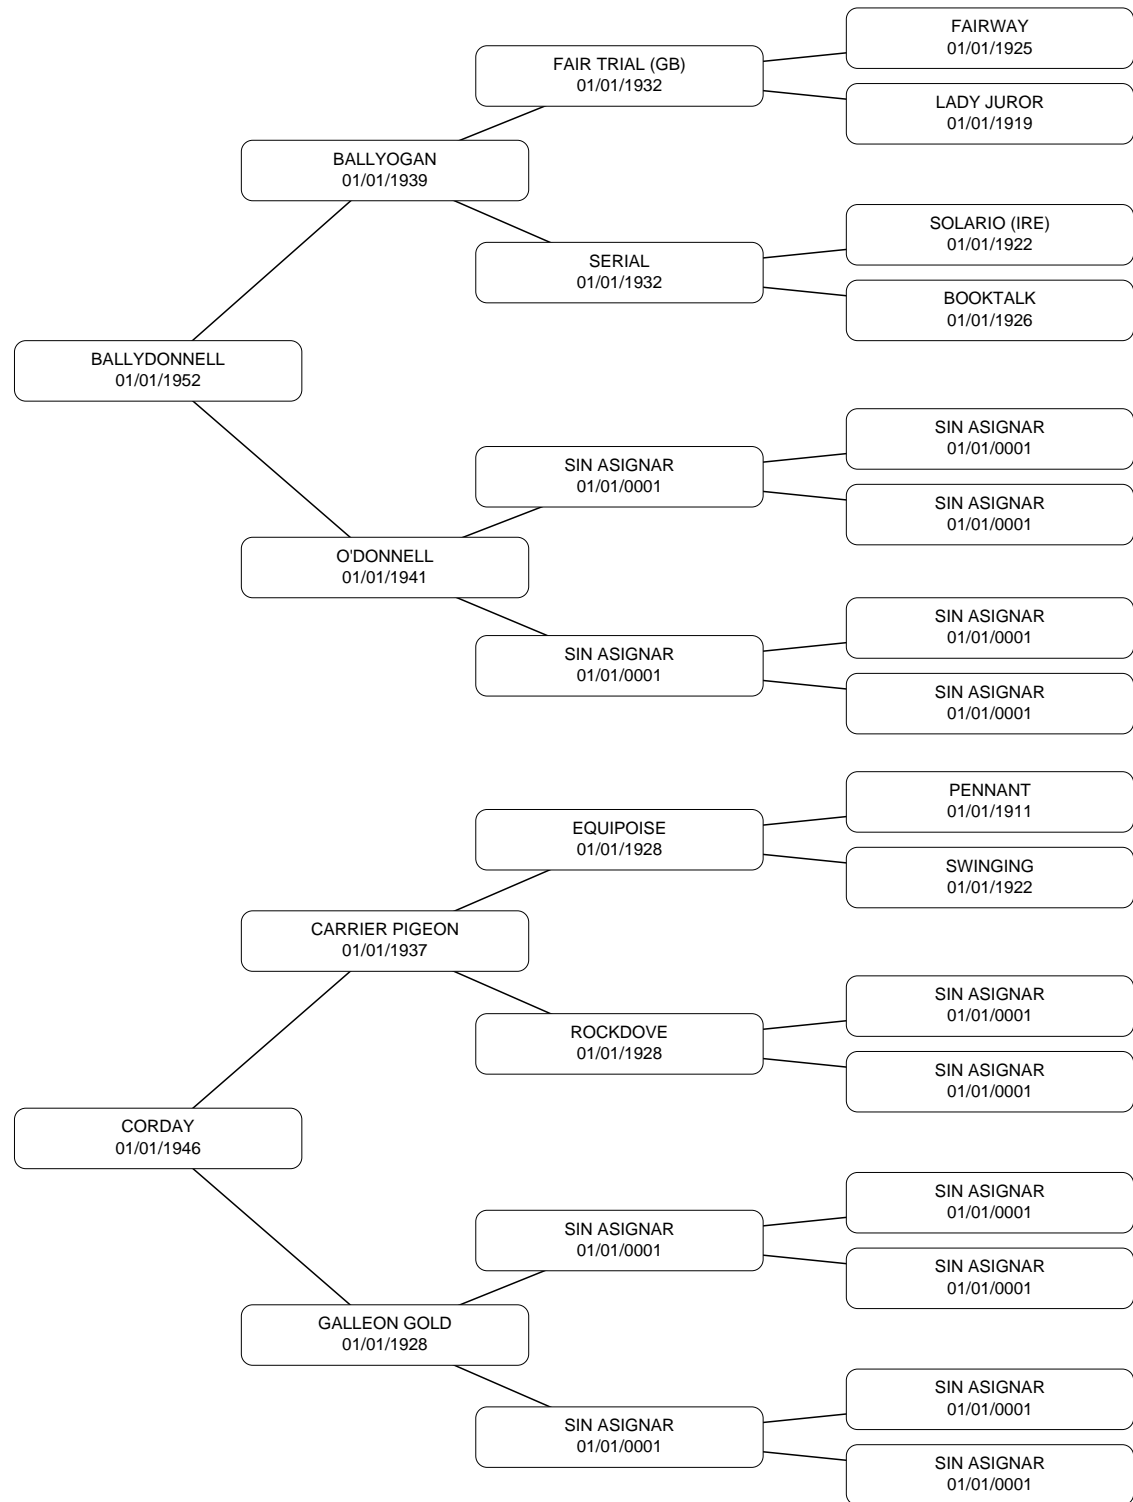 FAIRWAY
01/01/1925
FAIR TRIAL (GB)
01/01/1932
LADY JUROR
01/01/1919
BALLYOGAN
01/01/1939
SOLARIO (IRE)
01/01/1922
SERIAL
01/01/1932
BOOKTALK
01/01/1926
BALLYDONNELL
01/01/1952
SIN ASIGNAR
01/01/0001
SIN ASIGNAR
01/01/0001
SIN ASIGNAR
01/01/0001
O'DONNELL
01/01/1941
SIN ASIGNAR
01/01/0001
SIN ASIGNAR
01/01/0001
SIN ASIGNAR
01/01/0001
PENNANT
01/01/1911
EQUIPOISE
01/01/1928
SWINGING
01/01/1922
CARRIER PIGEON
01/01/1937
SIN ASIGNAR
01/01/0001
ROCKDOVE
01/01/1928
SIN ASIGNAR
01/01/0001
CORDAY
01/01/1946
SIN ASIGNAR
01/01/0001
SIN ASIGNAR
01/01/0001
SIN ASIGNAR
01/01/0001
GALLEON GOLD
01/01/1928
SIN ASIGNAR
01/01/0001
SIN ASIGNAR
01/01/0001
SIN ASIGNAR
01/01/0001